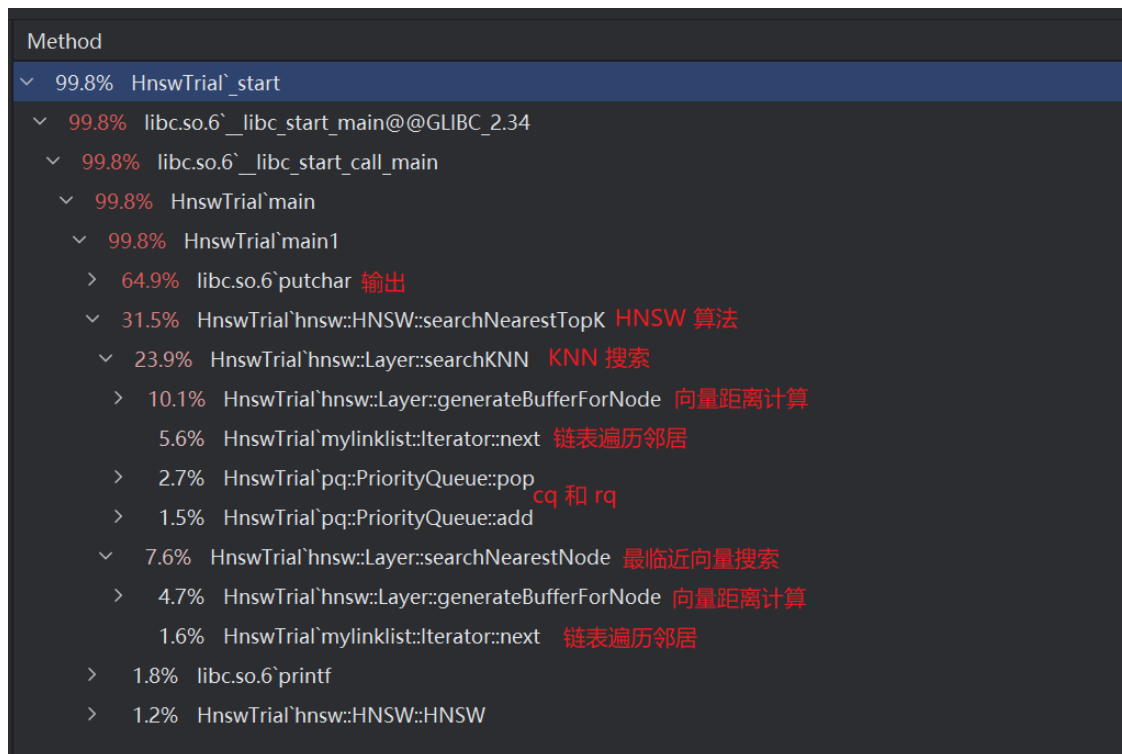 Method
99.8% HnswTrial`_start
99.8% libc.so.6`__libc_start_main@@GLIBC_2.34
99.8% libc.so.6`__libc_start_call_main
99.8% HnswTrial`main
99.8% HnswTrial`main1
64.9% libc.so.6`putchar 输出
31.5% HnswTrial`hnsw::HNSW::searchNearestTopK HNSW 算法
23.9% HnswTrial`hnsw::Layer::searchKNN KNN 搜索
10.1% HnswTrial`hnsw::Layer::generateBufferForNode 向量距离计算
5.6% HnswTrial`mylinklist::Iterator::next 链表遍历邻居
2.7% HnswTrial`pq::PriorityQueue::pop
cq 和 rq
1.5% HnswTrial`pq::PriorityQueue::add
7.6% HnswTrial`hnsw::Layer::searchNearestNode 最临近向量搜索
4.7% HnswTrial`hnsw::Layer::generateBufferForNode 向量距离计算
1.6% HnswTrial`mylinklist::Iterator::next 链表遍历邻居
1.8% libc.so.6`printf
1.2% HnswTrial`hnsw::HNSW::HNSW